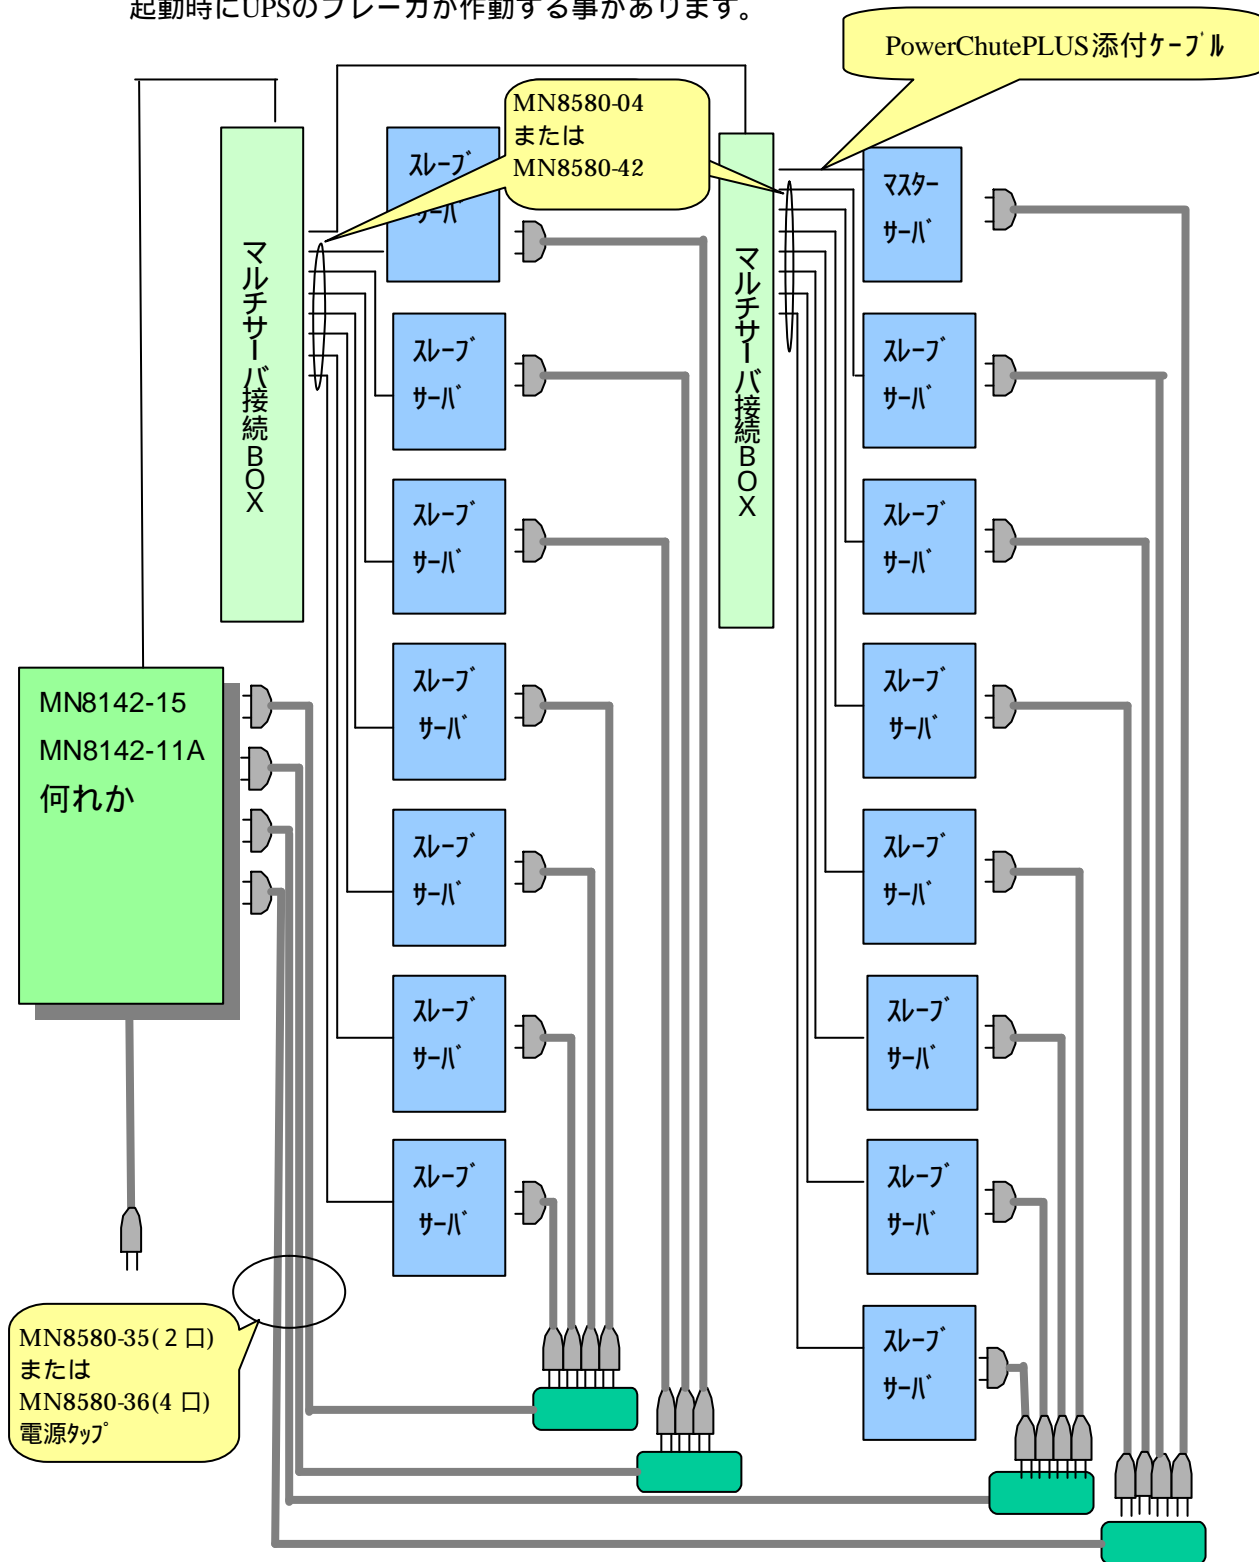 起動時にUPSのブレーカが作動する事があります。
PowerChutePLUS添付ｹｰﾌﾞﾙ
MN8580-04
または
MN8580-42
マルチサーバ接続BOX
マルチサーバ接続BOX
ｽﾚｰﾌﾞ
ｻｰﾊﾞ
ﾏｽﾀｰ
ｻｰﾊﾞ
ｽﾚｰﾌﾞ
ｻｰﾊﾞ
ｽﾚｰﾌﾞ
ｻｰﾊﾞ
ｽﾚｰﾌﾞ
ｻｰﾊﾞ
ｽﾚｰﾌﾞ
ｻｰﾊﾞ
ｽﾚｰﾌﾞ
ｻｰﾊﾞ
ｽﾚｰﾌﾞ
ｻｰﾊﾞ
MN8142-15
MN8142-11A
何れか
ｽﾚｰﾌﾞ
ｻｰﾊﾞ
ｽﾚｰﾌﾞ
ｻｰﾊﾞ
ｽﾚｰﾌﾞ
ｻｰﾊﾞ
ｽﾚｰﾌﾞ
ｻｰﾊﾞ
ｽﾚｰﾌﾞ
ｻｰﾊﾞ
ｽﾚｰﾌﾞ
ｻｰﾊﾞ
ｽﾚｰﾌﾞ
ｻｰﾊﾞ
MN8580-35(２口)
または
MN8580-36(4 口)
電源ﾀｯﾌﾟ